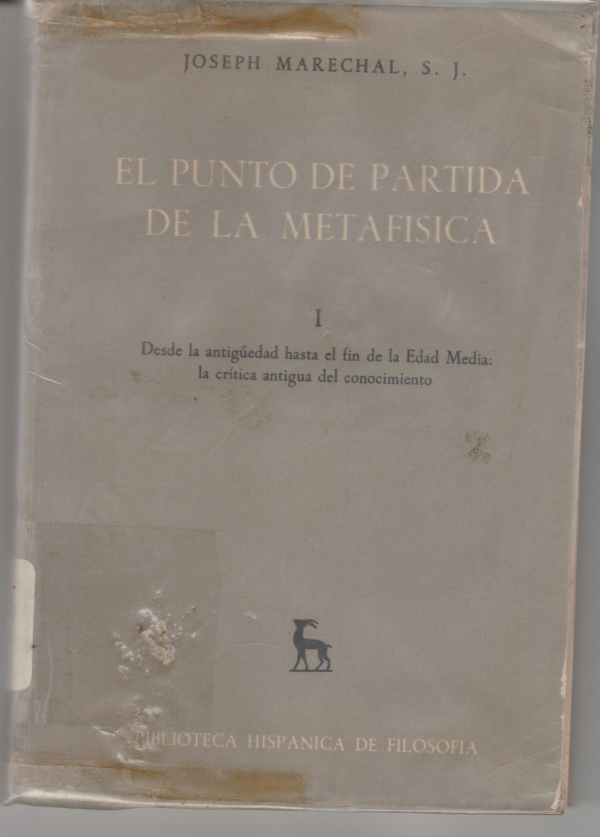 JOSEPH MARECHAL, S. J.
EL PUNTO DE PARTIDA
DE LA METAFISICA
I
Desde la antigüedad hasta el fin de la Edad Media:
la crítica antigua del conocimiento
BIBLIOTECA HISPANICA DE FILOSOFIA